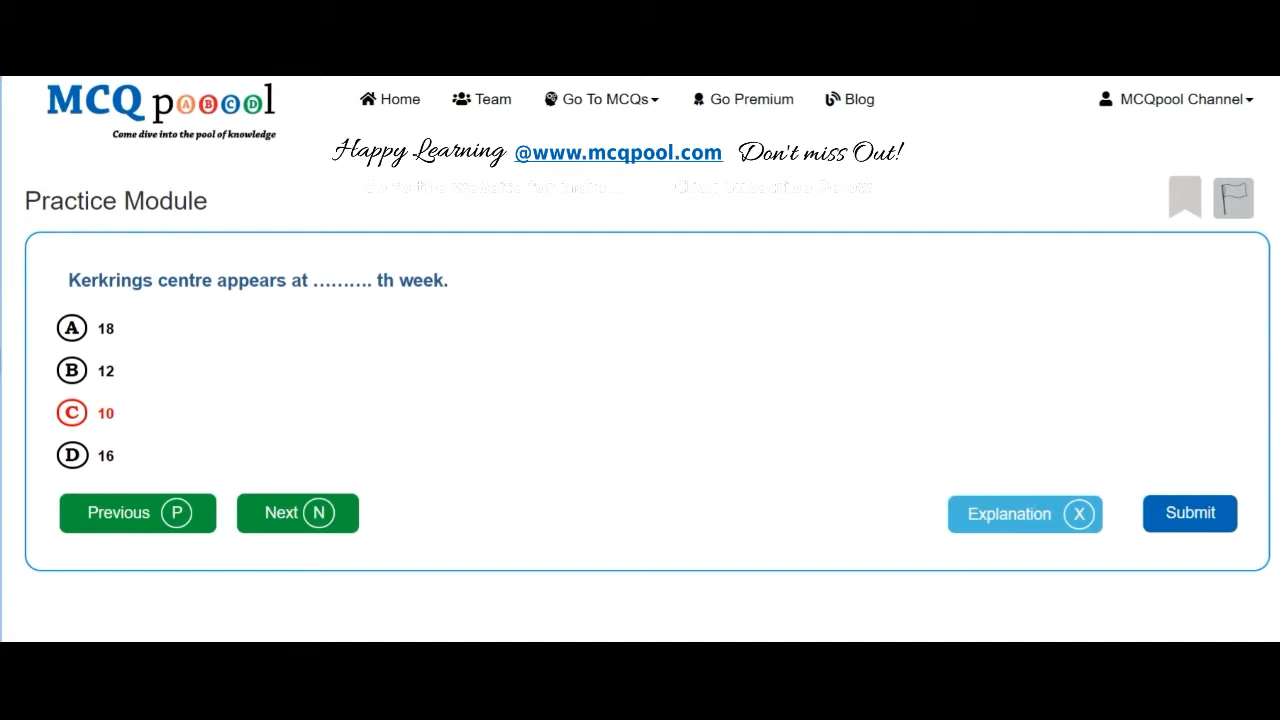 MCQ pABCDl
Come dive into the pool of knowledge
Home Team Go To MCQs Go Premium Blog MCQpool Channel
Happy Learning @www.mcqpool.com Don't miss Out!
Practice Module
Kerkrings centre appears at ………. th week.
A 18
B 12
C 10
D 16
Previous P Next N Explanation X Submit